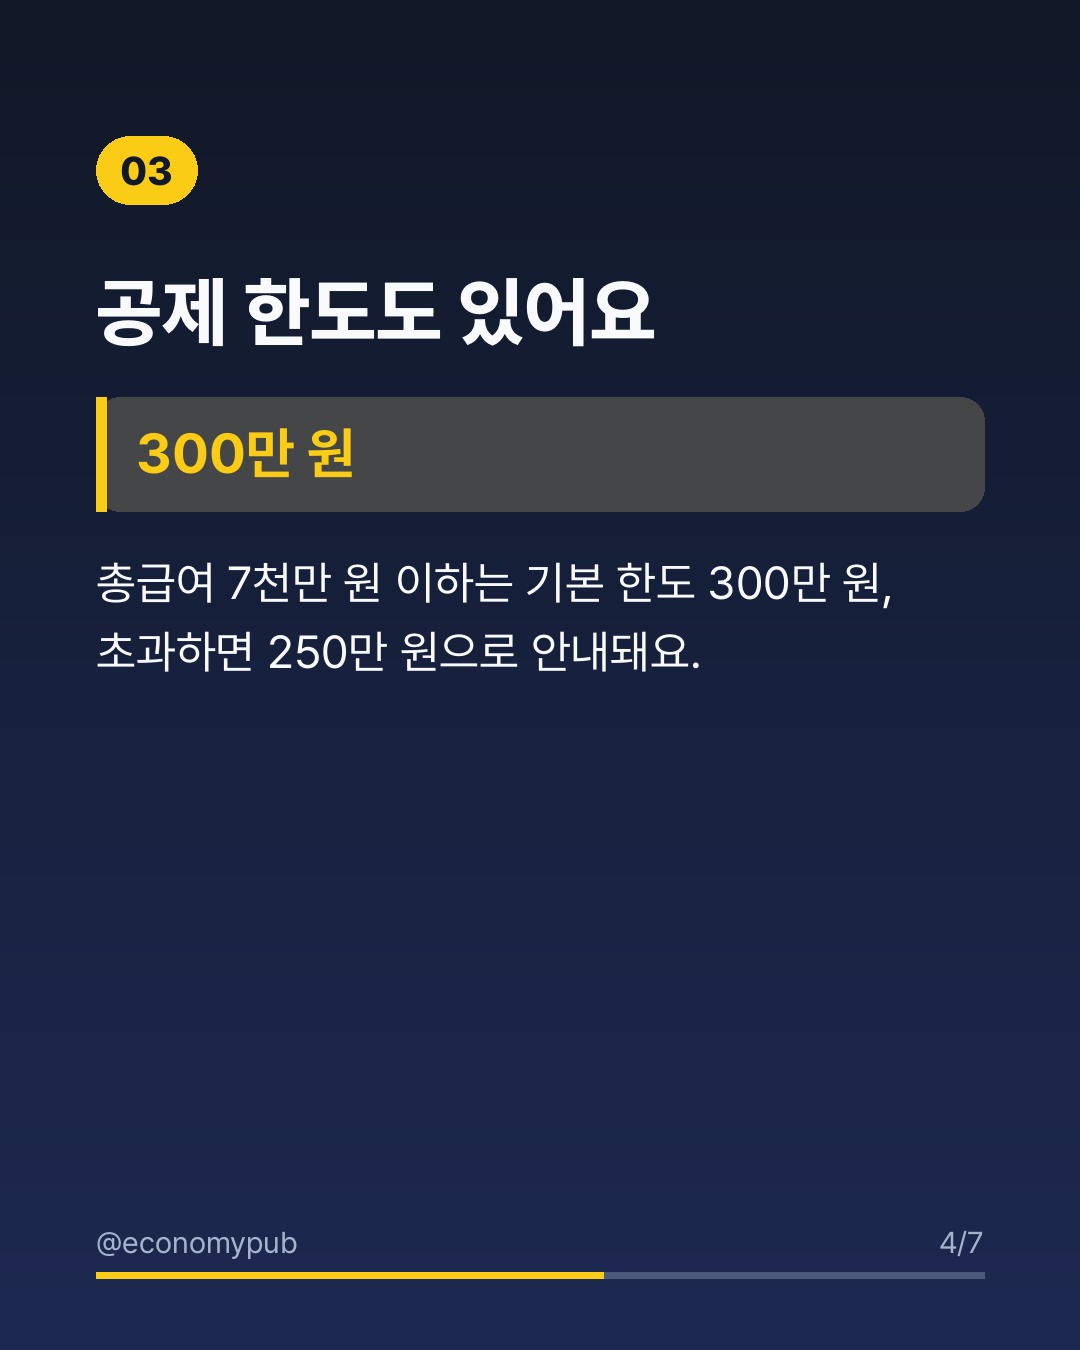 03
공제 한도도 있어요
300만 원
총급여 7천만 원 이하는 기본 한도 300만 원,
초과하면 250만 원으로 안내돼요.
@economypub
4/7